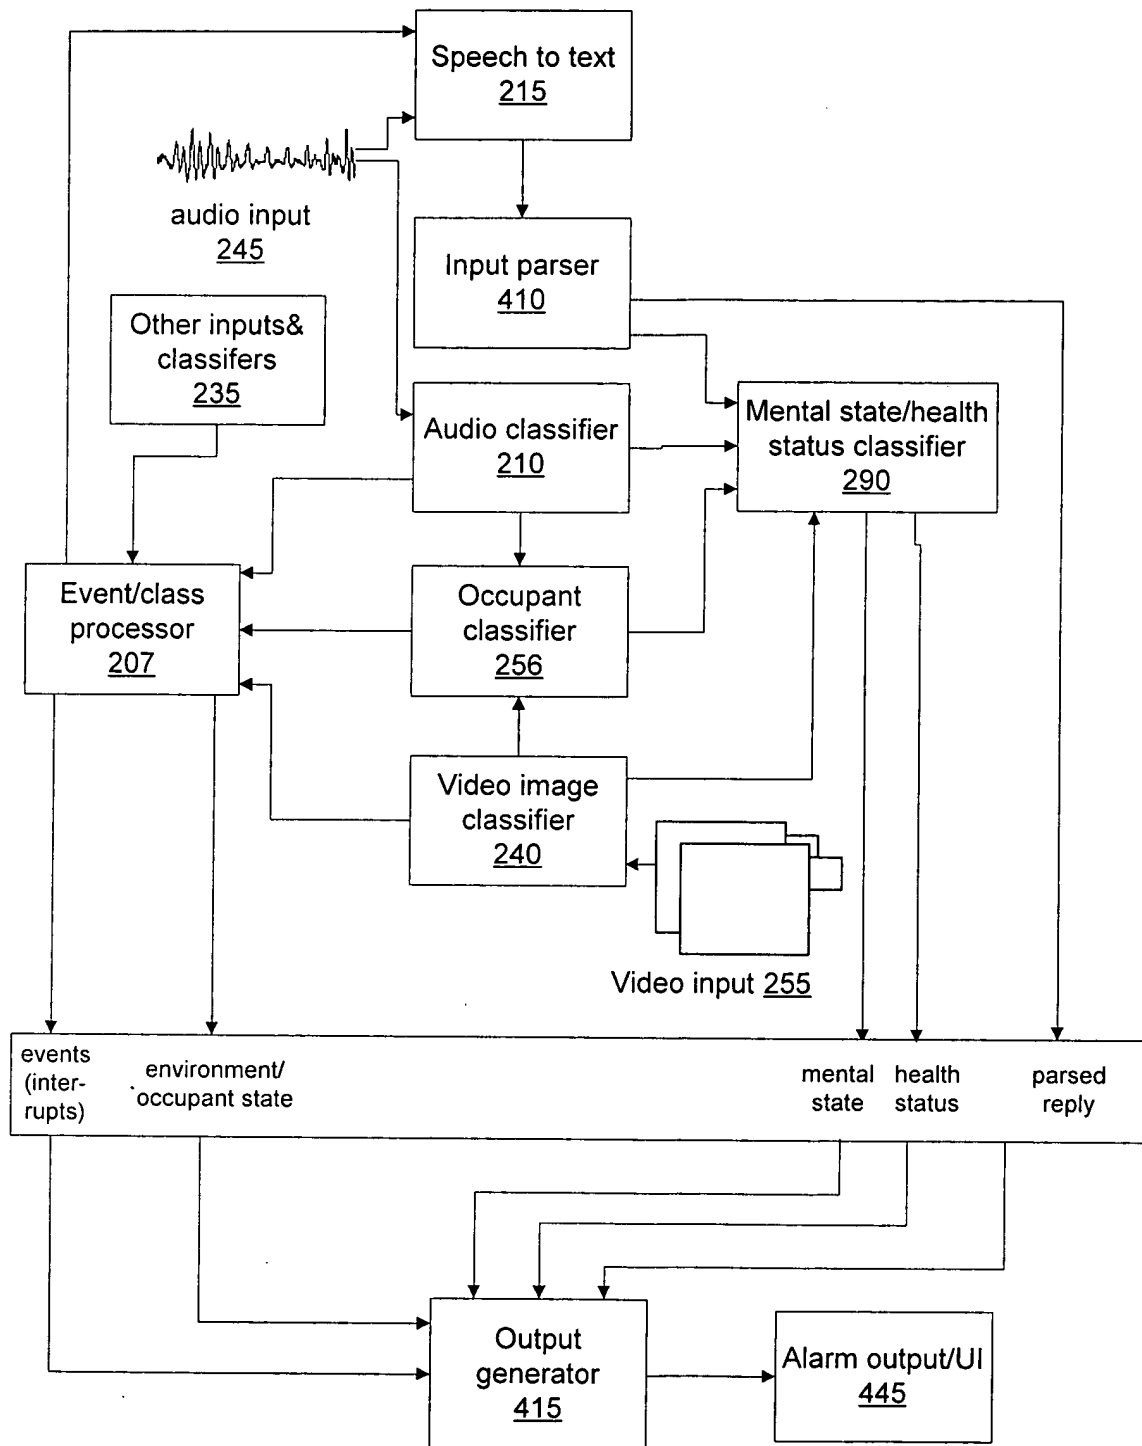 Speech to text
215
audio input
245
Input parser
410
Other inputs&
classifers
235
Audio classifier
210
Mental state/health
status classifier
290
Event/class
processor
207
Occupant
classifier
256
Video image
classifier
240
Video input 255
events
(inter-
rupts)
environment/
occupant state
mental
state
health
status
parsed
reply
Output
generator
415
Alarm output/UI
445